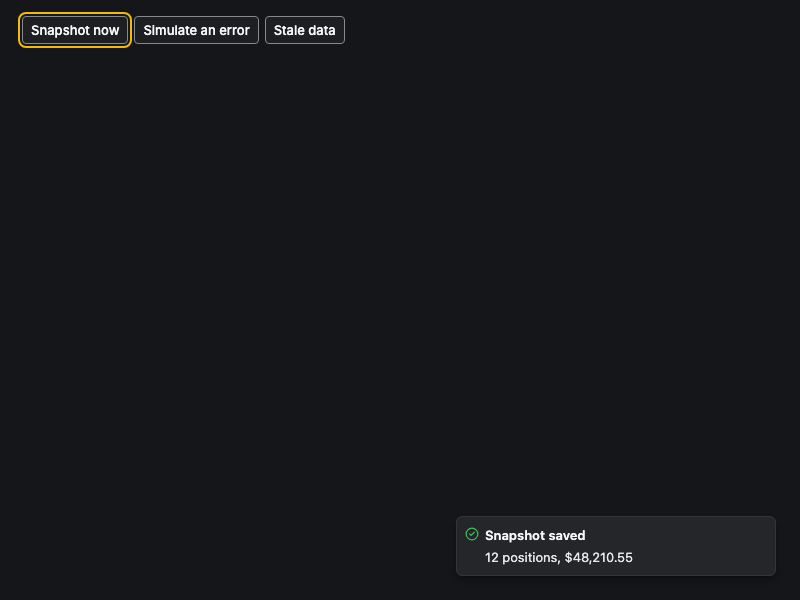 Snapshot now
Simulate an error
Stale data
Snapshot saved
12 positions, $48,210.55